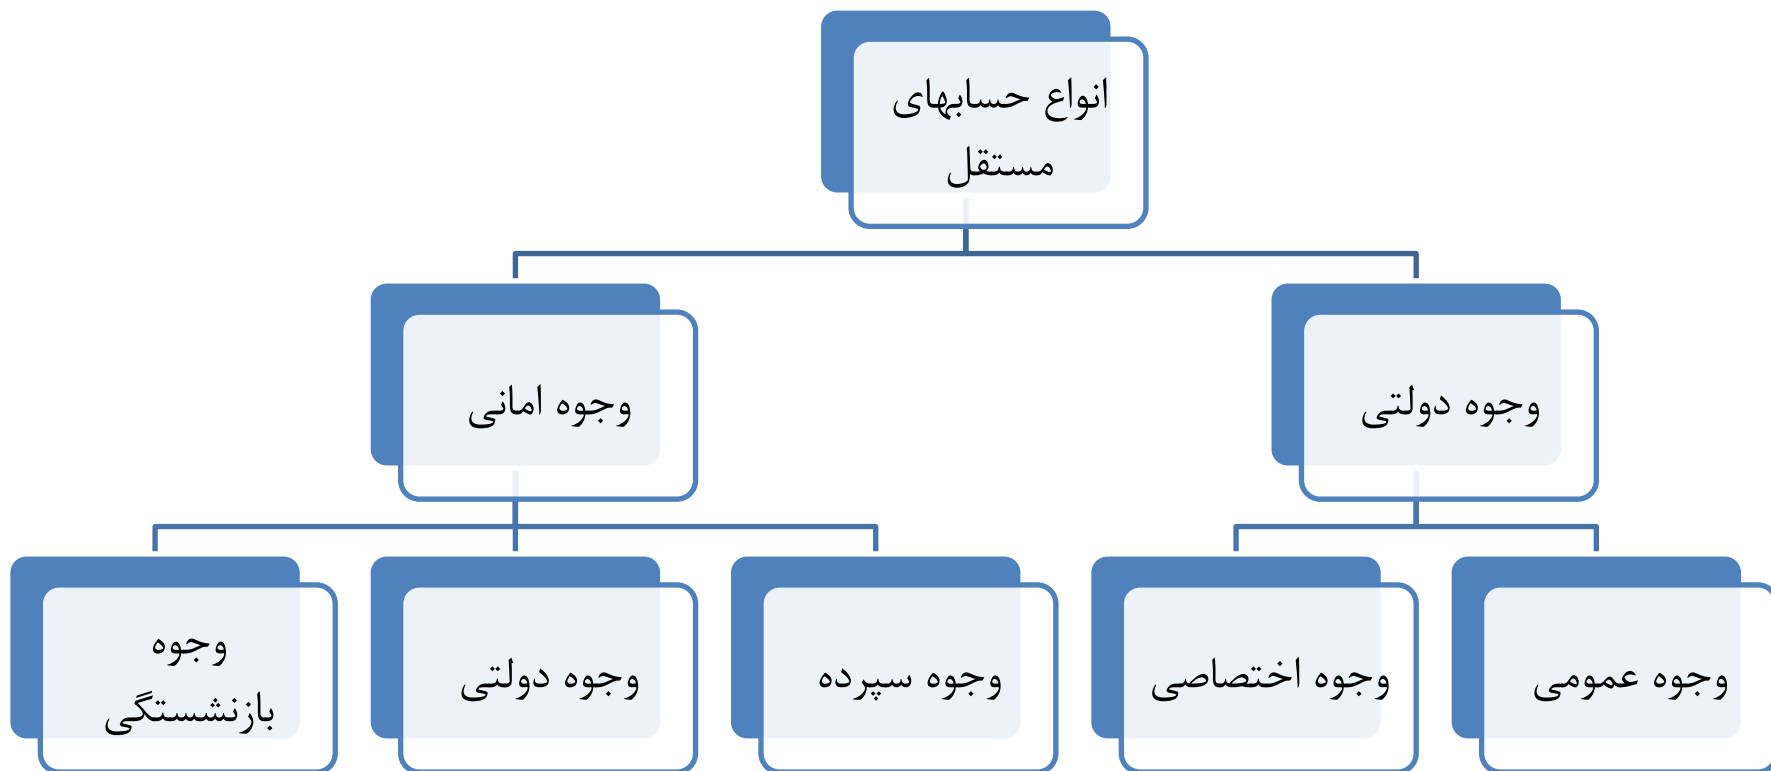 انواع حسابهای
مستقل
وجوه دولتی
وجوه امانی
وجوه عمومی
وجوه اختصاصی
وجوه سپرده
وجوه دولتی
وجوه
بازنشستگی